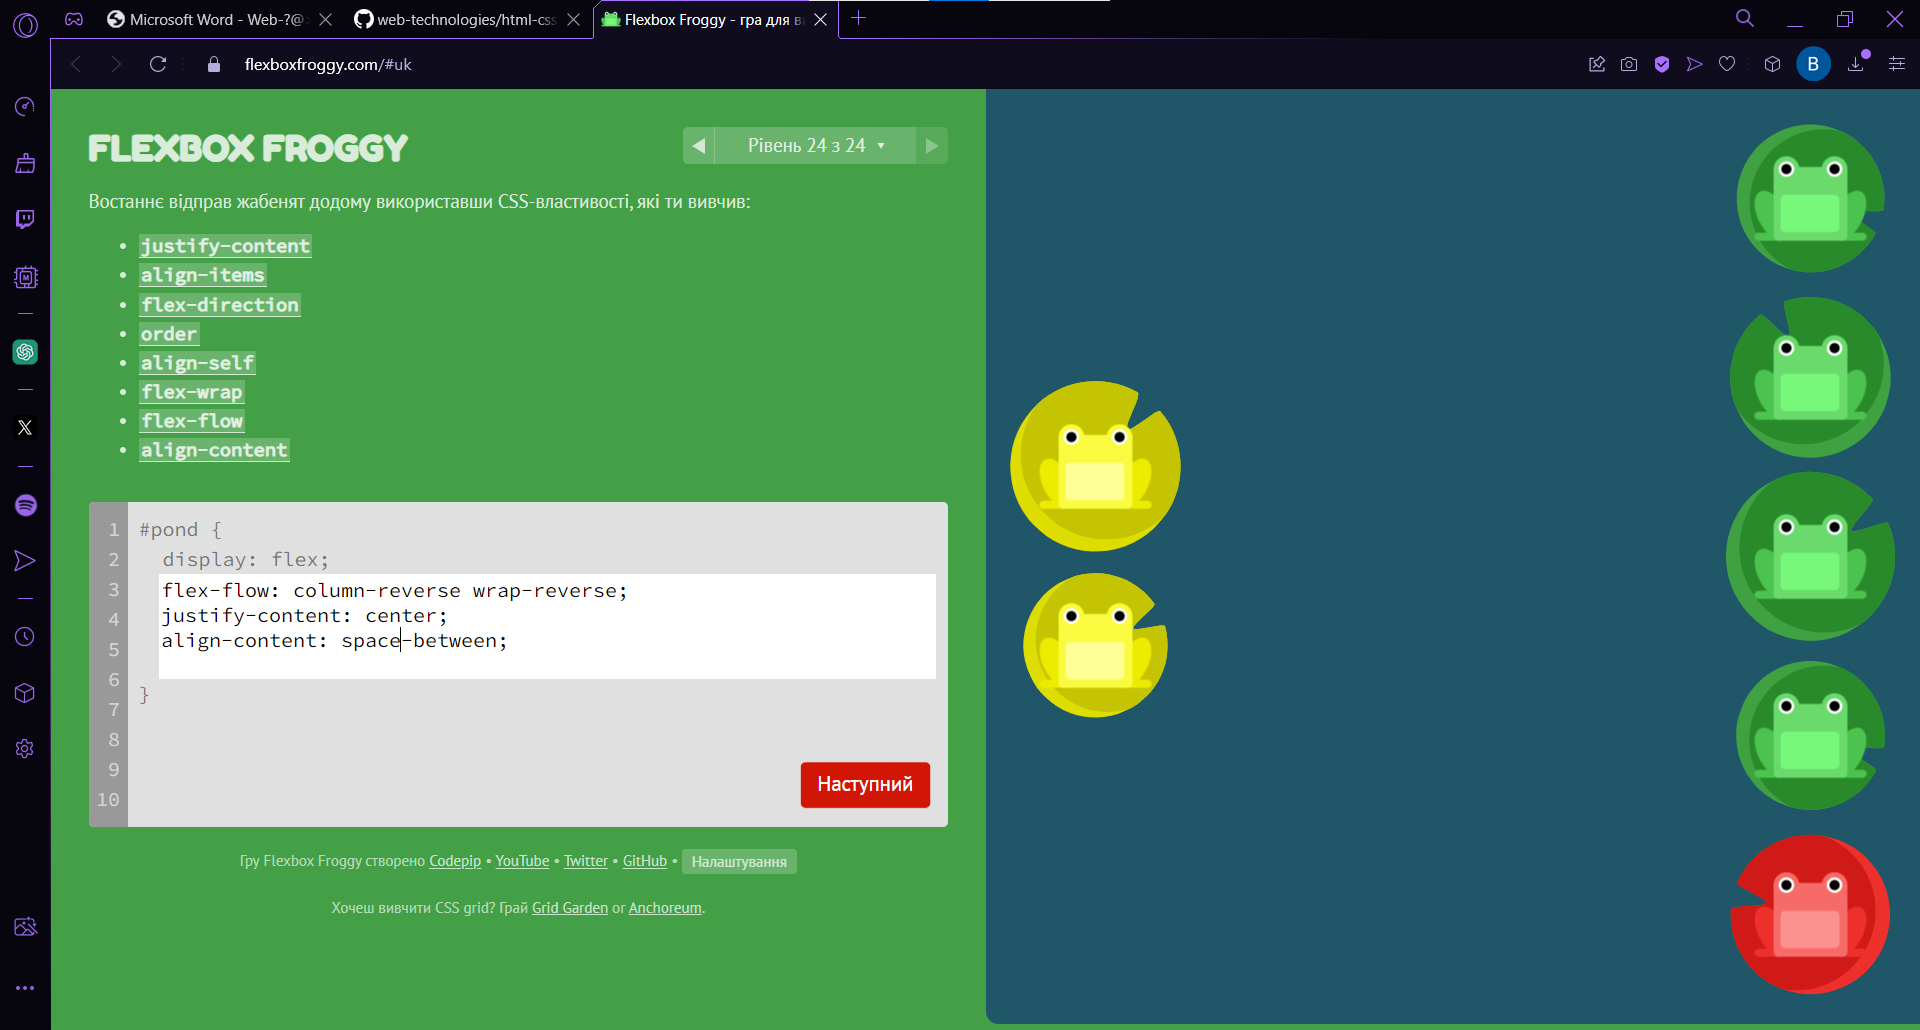 Microsoft Word - Web-?@
web-technologies/html-css
Flexbox Froggy - гра для в
flexboxfroggy.com/#uk
B
FLEXBOX FROGGY
Рівень 24 з 24
Востаннє відправ жабенят додому використавши CSS-властивості, які ти вивчив:
justify-content
align-items
flex-direction
order
align-self
flex-wrap
flex-flow
align-content
1 #pond {
2 display: flex;
3 flex-flow: column-reverse wrap-reverse;
4 justify-content: center;
5 align-content: space-between;
6
7 }
8
9
10
Наступний
Гру Flexbox Froggy створено Codepip • YouTube • Twitter • GitHub • Налаштування
Хочеш вивчити CSS grid? Грай Grid Garden or Anchoreum.